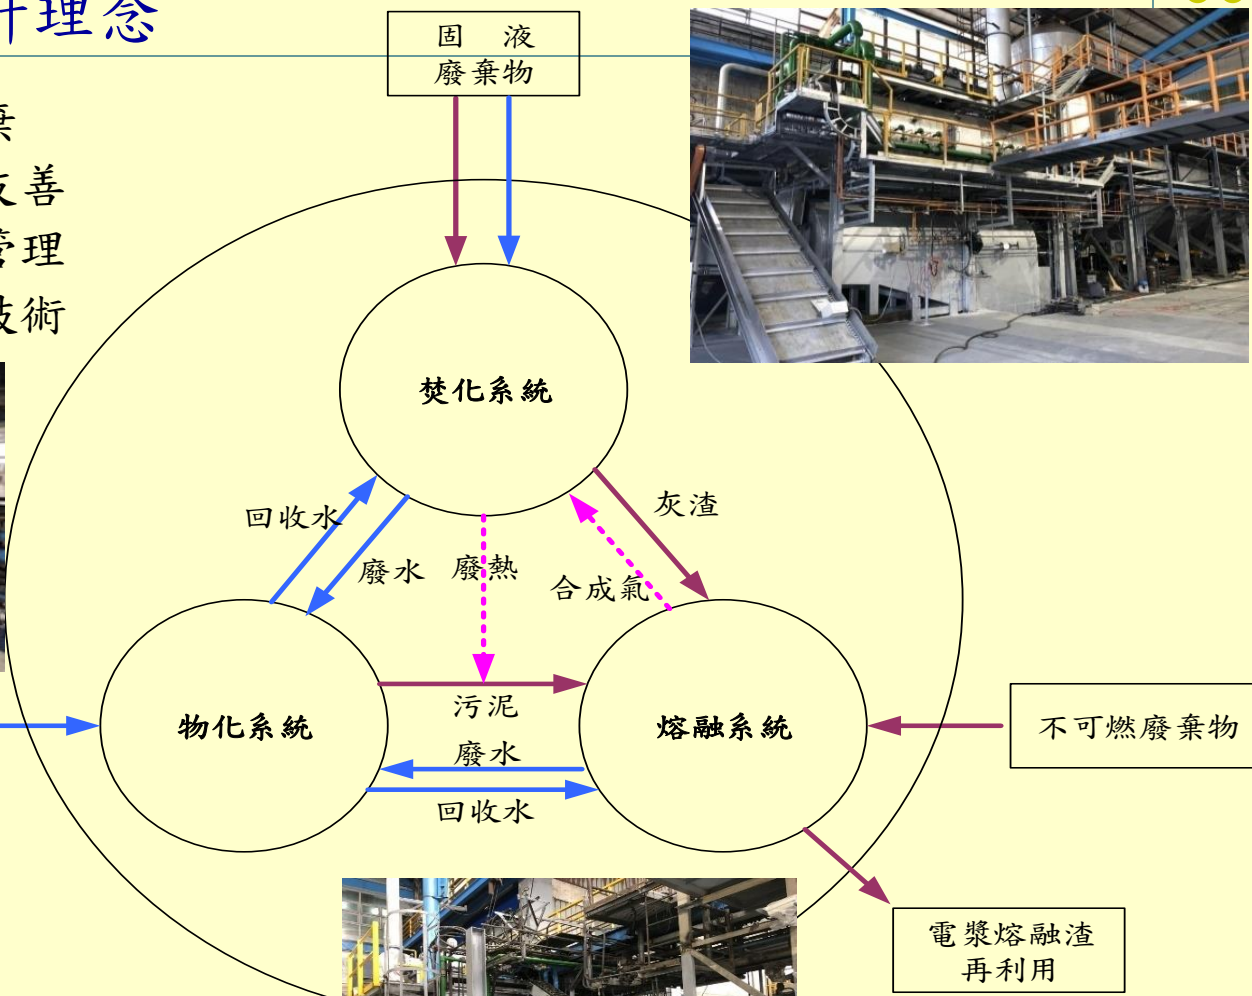 計理念
固 液
廢棄物
棄
友善
管理
技術
焚化系統
回收水
廢水
廢熱
合成氣
灰渣
物化系統
污泥
廢水
回收水
熔融系統
不可燃廢棄物
電漿熔融渣
再利用